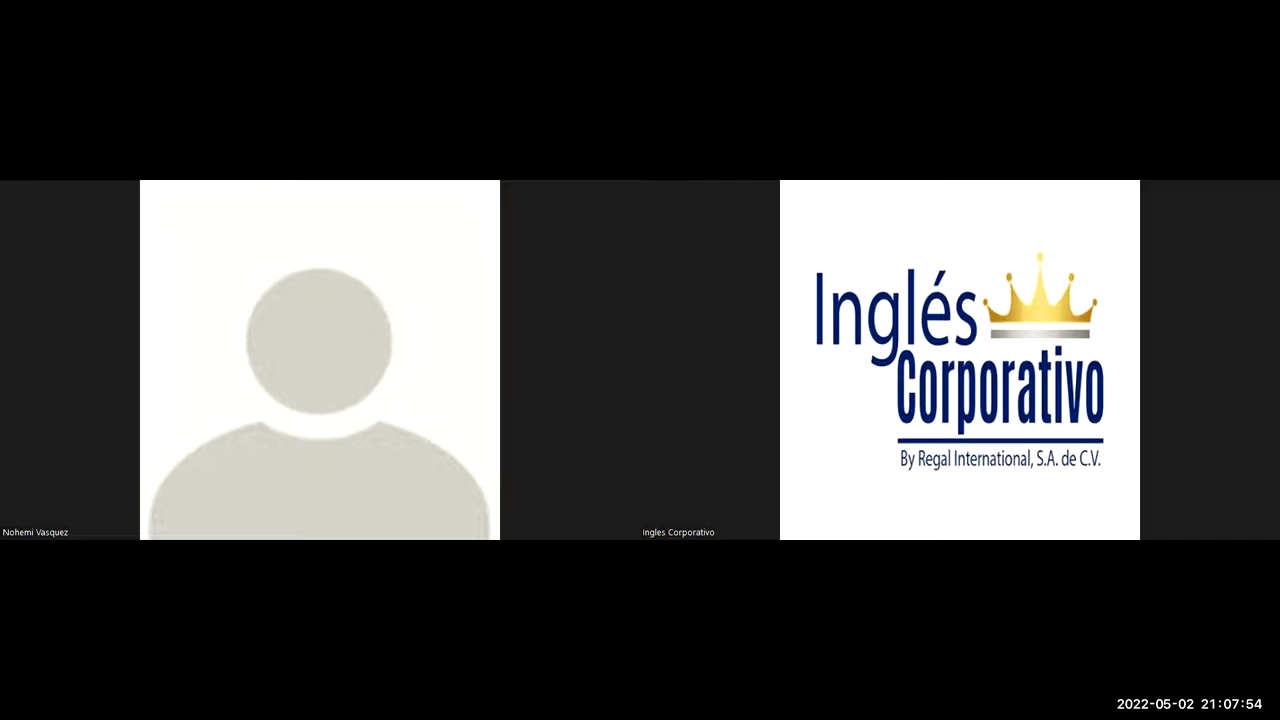 Inglés
Corporativo
By Regal International, S.A. de C.V.
Nohemi Vasquez
Ingles Corporativo
2022-05-02 21:07:54